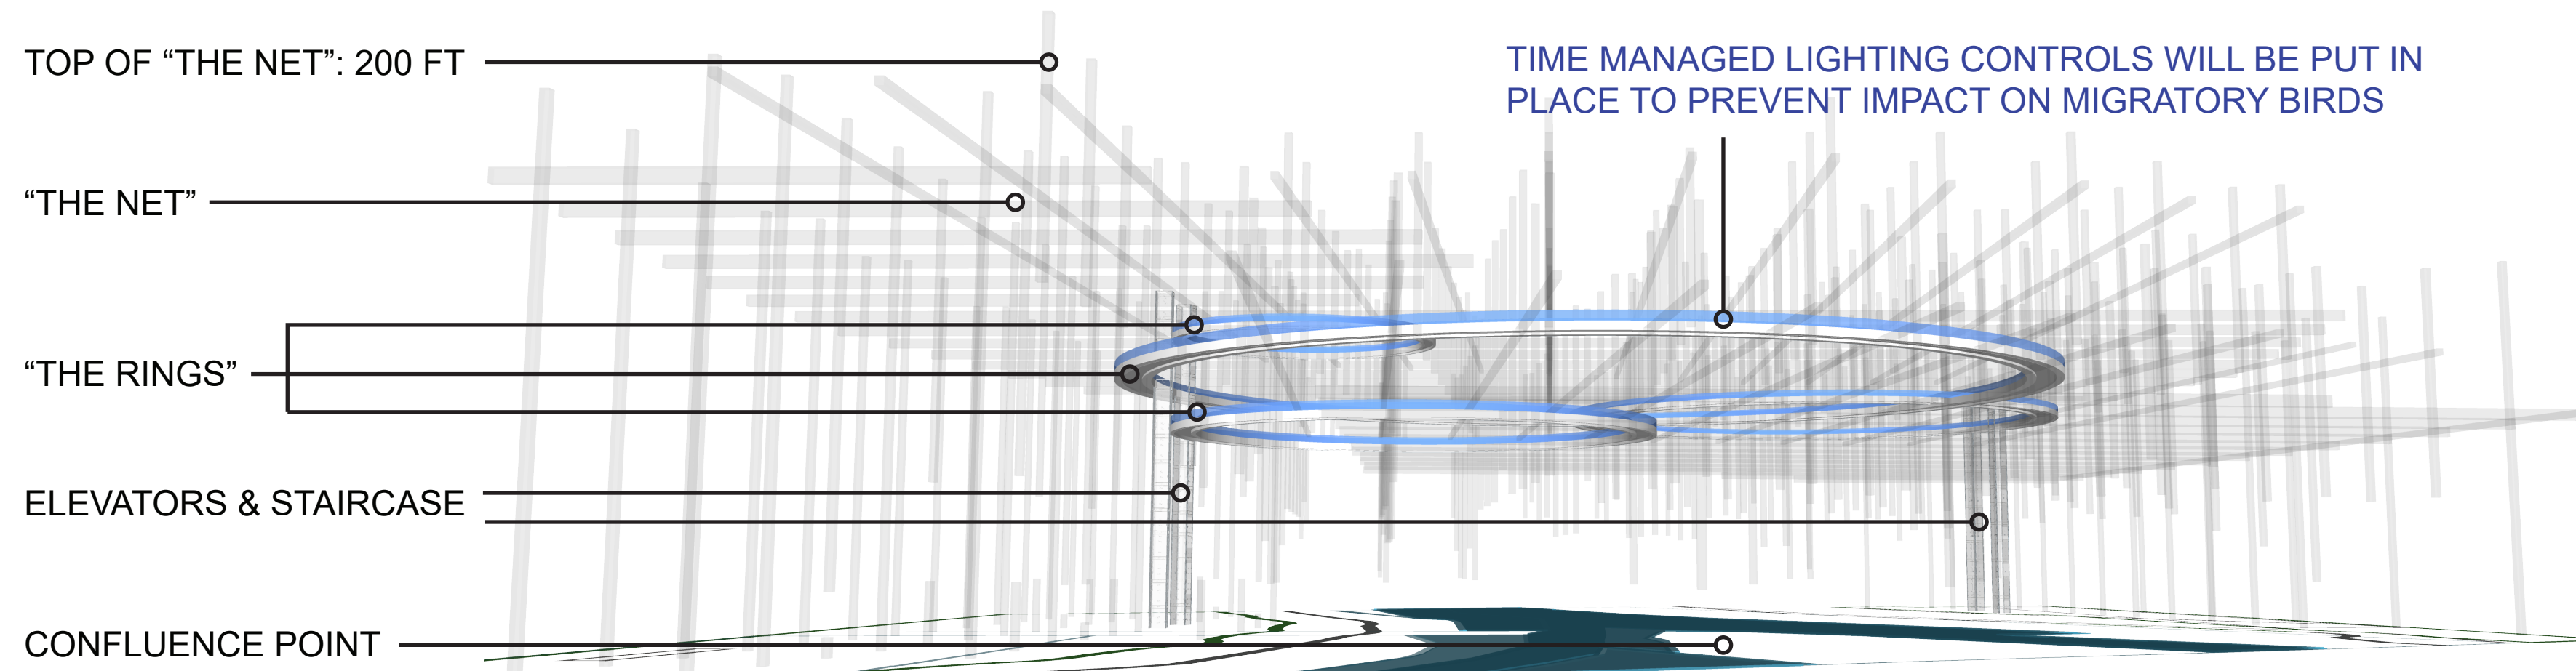 TOP OF “THE NET”: 200 FT
TIME MANAGED LIGHTING CONTROLS WILL BE PUT IN
PLACE TO PREVENT IMPACT ON MIGRATORY BIRDS
“THE NET”
“THE RINGS”
ELEVATORS & STAIRCASE
CONFLUENCE POINT